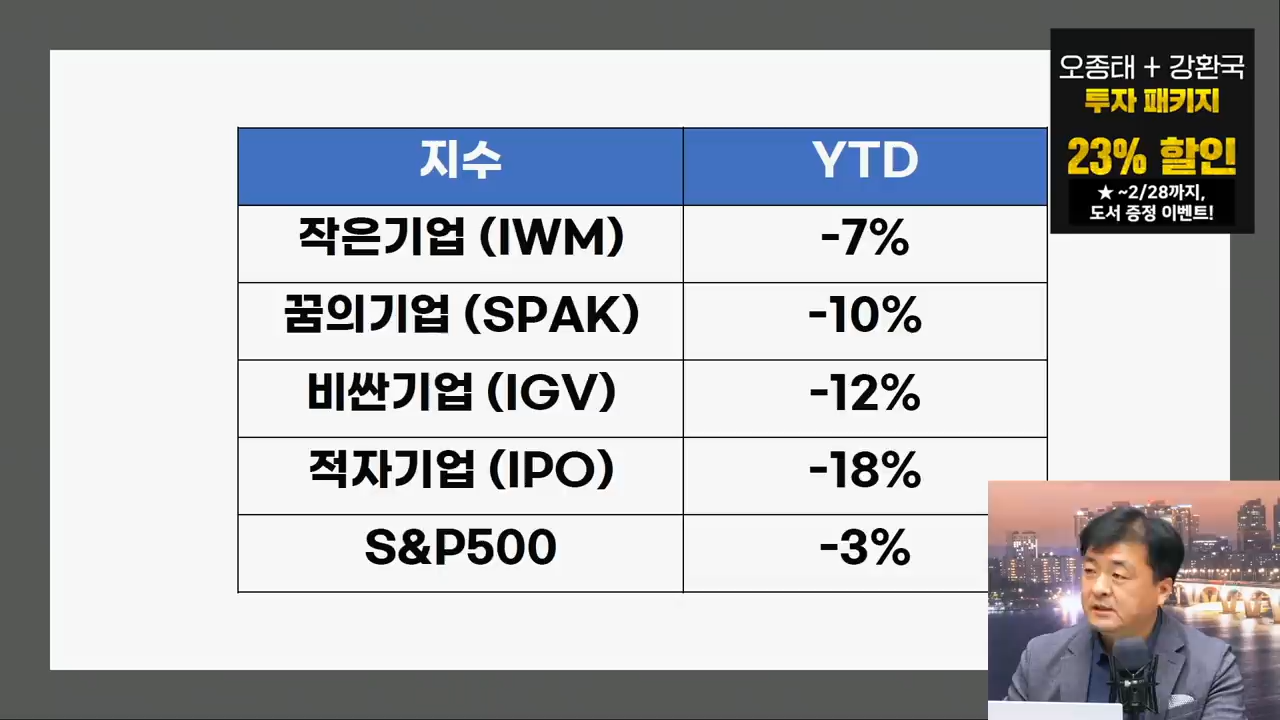 지수 YTD
작은기업 (IWM) -7%
꿈의기업 (SPAK) -10%
비싼기업 (IGV) -12%
적자기업 (IPO) -18%
S&P500 -3%
오종태 + 강환국
투자 패키지
23% 할인
★ ~2/28까지,
도서 증정 이벤트!